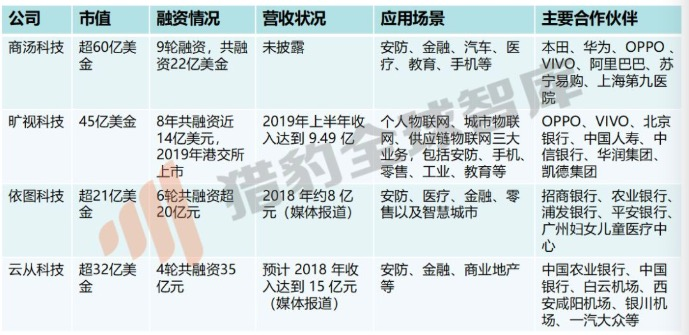 公司 市值 融资情况 营收状况 应用场景 主要合作伙伴
商汤科技 超60亿美 9轮融资，共融 未披露 安防、金融、汽车、医 本田、华为、OPPO
金 资22亿美金 疗、教育、手机等 、VIVO、阿里巴巴、苏
宁易购、上海第九医
院
旷视科技 45亿美金 8年共融资近 2019年上半年收 个人物联网、城市物联 OPPO、VIVO、北京
14亿美元， 入达到 9.49 亿 网、供应链物联网三大 银行、中国人寿、中
2019年港交所 业务，包括安防、手机、 信银行、华润集团、
上市 零售、工业、教育等 凯德集团
依图科技 超21亿美 6轮共融资超 2018 年约8 亿 安防、医疗、金融、零 招商银行、农业银行、
金 20亿元 元（媒体报道） 售以及智慧城市 浦发银行、平安银行、
广州妇女儿童医疗中
心
云从科技 超32亿美 4轮共融资35 预计 2018 年收 安防、金融、商业地产 中国农业银行、中国
金 亿元 入达到 15 亿元 等 银行、白云机场、西
（媒体报道） 安咸阳机场、银川机
场、一汽大众等
猎豹全球智库